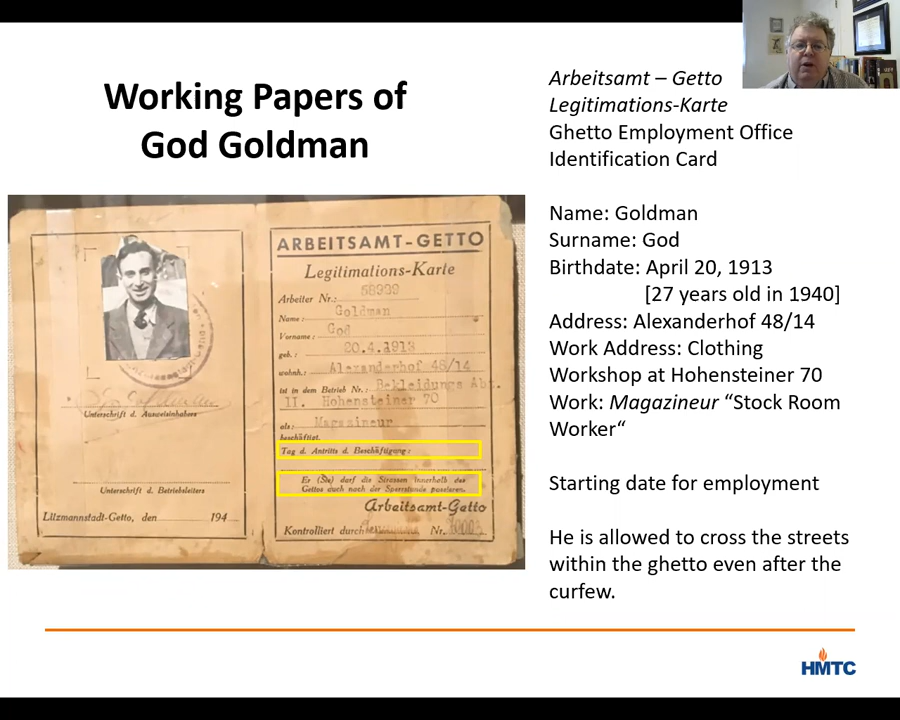 Working Papers of
God Goldman
Arbeitsamt – Getto
Legitimations-Karte
Ghetto Employment Office
Identification Card
Name: Goldman
Surname: God
Birthdate: April 20, 1913
[27 years old in 1940]
Address: Alexanderhof 48/14
Work Address: Clothing
Workshop at Hohensteiner 70
Work: Magazineur “Stock Room
Worker“
Starting date for employment
He is allowed to cross the streets
within the ghetto even after the
curfew.
Unterschrift d. Ausweisinhabers
Unterschrift d. Betriebsleiters
Litzmannstadt-Getto, den 194
ARBEITSAMT-GETTO
Legitimations-Karte
Arbeiter Nr.:
Name: Goldman
Vorname: God
geb.: 20.4.1913
wohnh.: Alexanderhof 48/14
ist in dem Betrieb Nr.: Bekleidungs Abt.
II. Hohensteiner 70
als: Magazineur
beschäftigt.
Tag d. Antritts d. Beschäftigung:
Er (Sie) darf die Strassen innerhalb des
Gettos auch nach der Sperrstunde passieren.
Arbeitsamt-Getto
Kontrolliert durch Nr.
HMTC